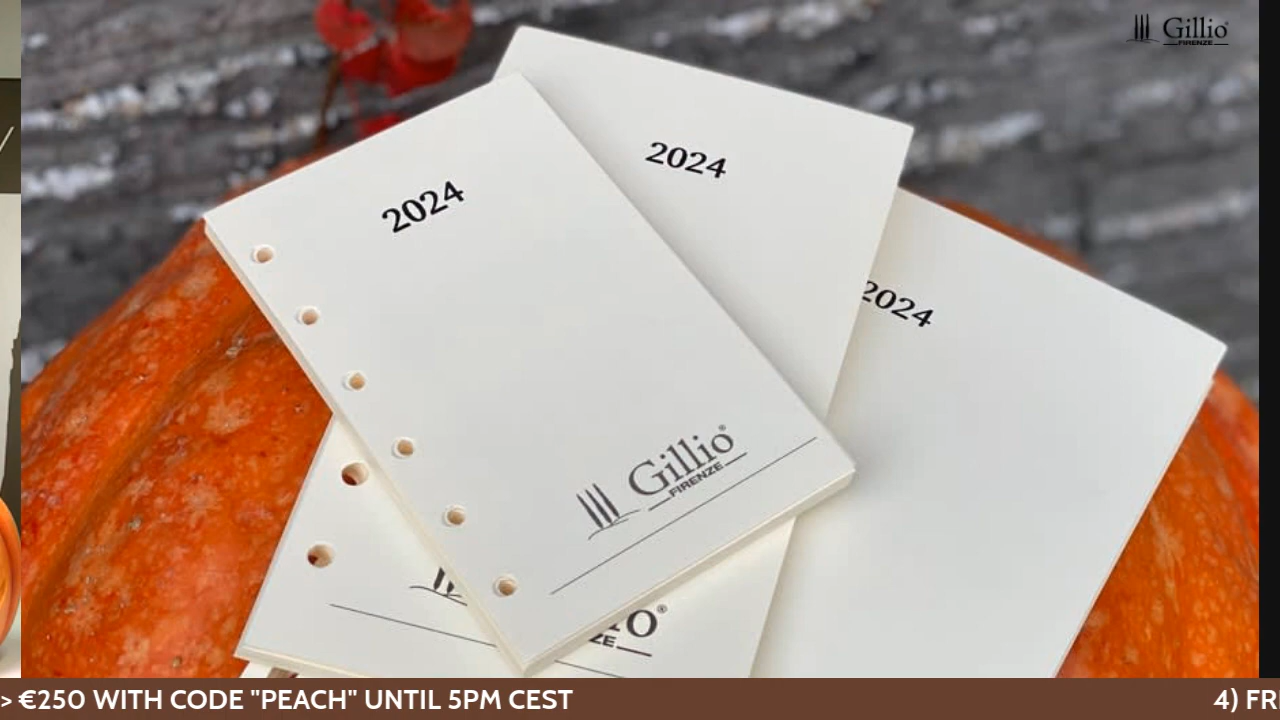 Gillio
FIRENZE
2024
2024
2024
Gillio®
FIRENZE
> €250 WITH CODE "PEACH" UNTIL 5PM CEST
4) FR